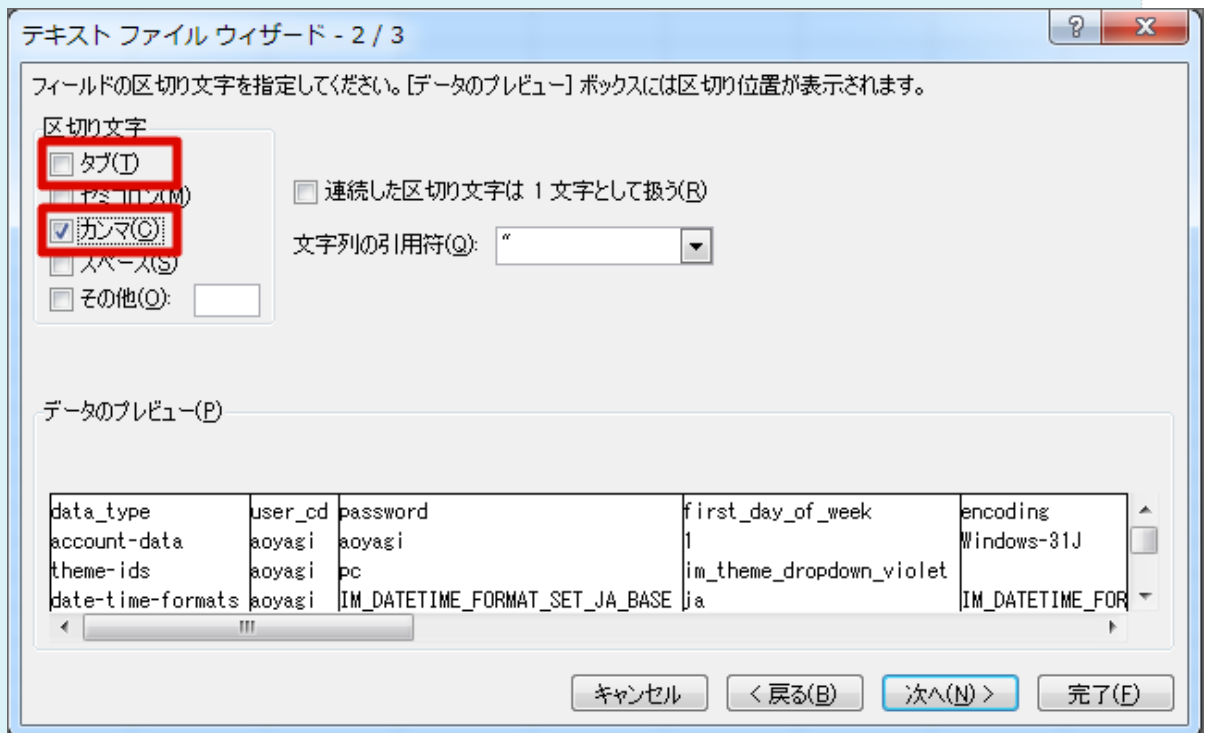 テキスト ファイル ウィザード - 2 / 3
フィールドの区切り文字を指定してください。[データのプレビュー] ボックスには区切り位置が表示されます。
区切り文字
タブ(T)
セミコロン(M)
カンマ(C)
スペース(S)
その他(O):
連続した区切り文字は 1 文字として扱う(R)
文字列の引用符(Q): "
データのプレビュー(P)
data_type user_cd password first_day_of_week encoding
account-data aoyagi aoyagi 1 Windows-31J
theme-ids aoyagi pc im_theme_dropdown_violet
date-time-formats aoyagi IM_DATETIME_FORMAT_SET_JA_BASE ja IM_DATETIME_FOR
キャンセル < 戻る(B) 次へ(N) > 完了(F)